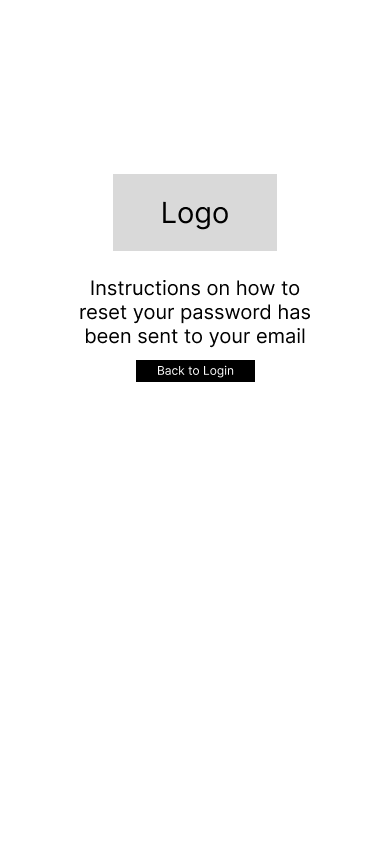 Logo
Instructions on how to
reset your password has
been sent to your email
Back to Login